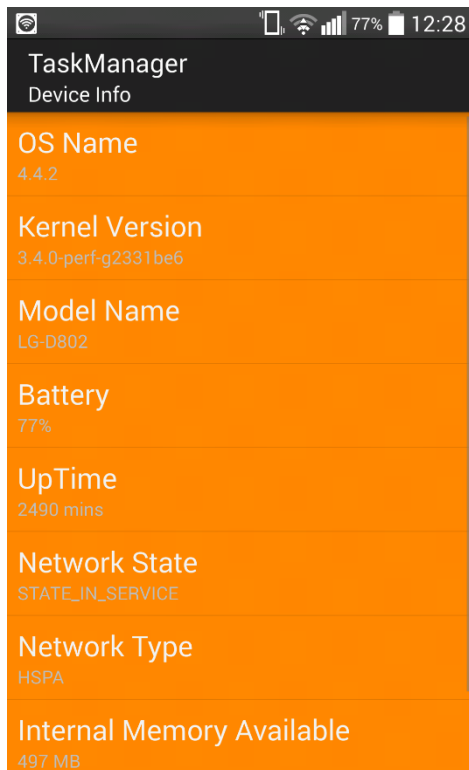 77% 12:28
TaskManager
Device Info
OS Name
4.4.2
Kernel Version
3.4.0-perf-g2331be6
Model Name
LG-D802
Battery
77%
UpTime
2490 mins
Network State
STATE_IN_SERVICE
Network Type
HSPA
Internal Memory Available
497 MB